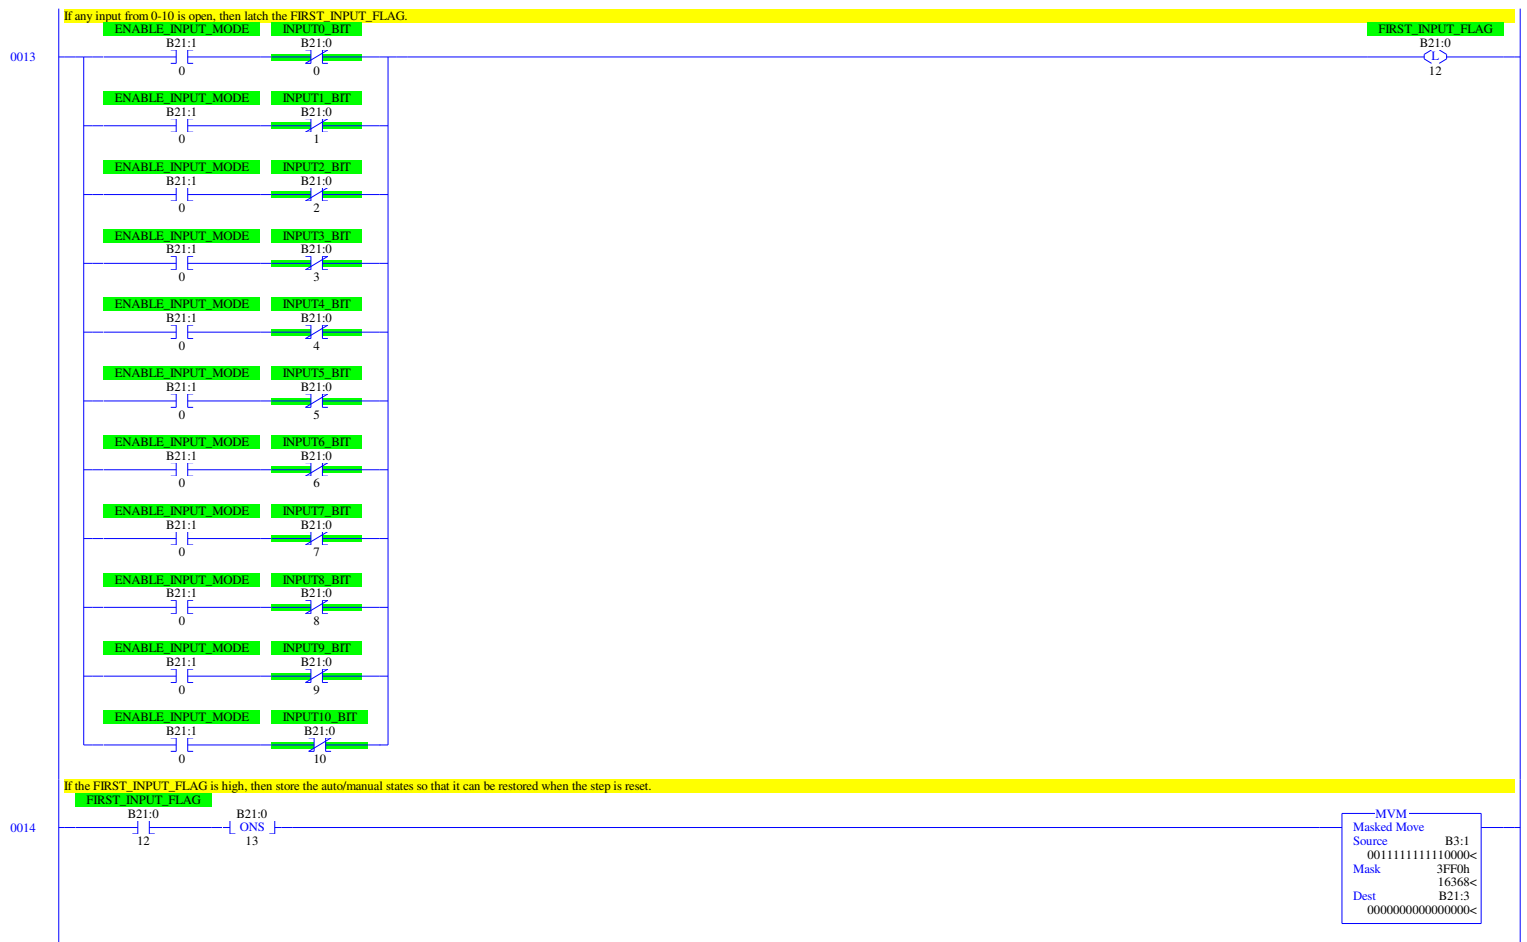 If any input from 0-10 is open, then latch the FIRST_INPUT_FLAG.
ENABLE_INPUT_MODE INPUT0_BIT FIRST_INPUT_FLAG
B21:1 B21:0 B21:0
0013 L
0 0 12
ENABLE_INPUT_MODE INPUT1_BIT
B21:1 B21:0
0 1
ENABLE_INPUT_MODE INPUT2_BIT
B21:1 B21:0
0 2
ENABLE_INPUT_MODE INPUT3_BIT
B21:1 B21:0
0 3
ENABLE_INPUT_MODE INPUT4_BIT
B21:1 B21:0
0 4
ENABLE_INPUT_MODE INPUT5_BIT
B21:1 B21:0
0 5
ENABLE_INPUT_MODE INPUT6_BIT
B21:1 B21:0
0 6
ENABLE_INPUT_MODE INPUT7_BIT
B21:1 B21:0
0 7
ENABLE_INPUT_MODE INPUT8_BIT
B21:1 B21:0
0 8
ENABLE_INPUT_MODE INPUT9_BIT
B21:1 B21:0
0 9
ENABLE_INPUT_MODE INPUT10_BIT
B21:1 B21:0
0 10
If the FIRST_INPUT_FLAG is high, then store the auto/manual states so that it can be restored when the step is reset.
FIRST_INPUT_FLAG
B21:0 B21:0 MVM
0014 ONS Masked Move
12 13 Source B3:1
0011111111110000<
Mask 3FF0h
16368<
Dest B21:3
0000000000000000<